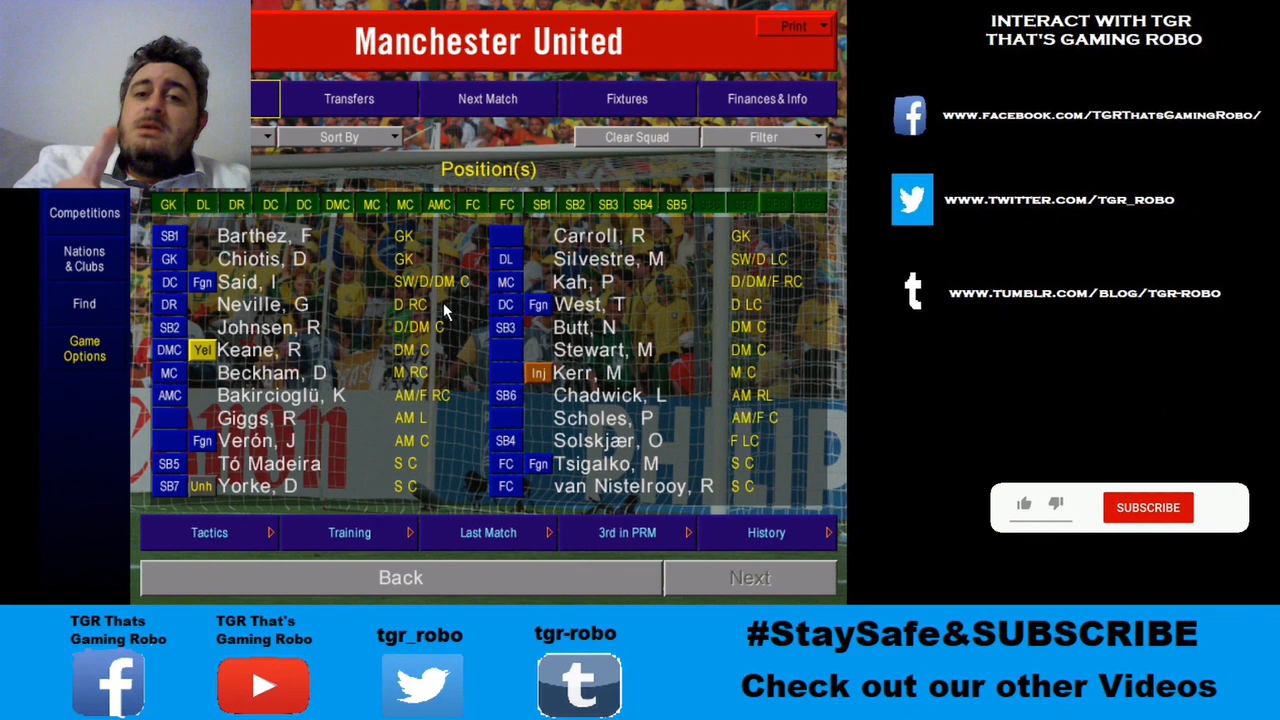 Manchester United
Print
Transfers Next Match Fixtures Finances & Info
Sort By Clear Squad Filter
Position(s)
GK DL DR DC DC DMC MC MC AMC FC FC SB1 SB2 SB3 SB4 SB5
Competitions
Nations
& Clubs
Find
Game
Options
SB1 Barthez, F GK
GK Chiotis, D GK
DC Fgn Said, I SW/D/DM C
DR Neville, G D RC
SB2 Johnsen, R D/DM C
DMC Yel Keane, R DM C
MC Beckham, D M RC
AMC Bakircioglü, K AM/F RC
Giggs, R AM L
Fgn Verón, J AM C
SB5 Tó Madeira S C
SB7 Unh Yorke, D S C
Carroll, R GK
DL Silvestre, M SW/D LC
MC Kah, P D/DM/F RC
DC Fgn West, T D LC
SB3 Butt, N DM C
Stewart, M DM C
Inj Kerr, M M C
SB6 Chadwick, L AM RL
Scholes, P AM/F C
SB4 Solskjær, O F LC
FC Fgn Tsigalko, M S C
FC van Nistelrooy, R S C
Tactics Training Last Match 3rd in PRM History
Back Next
INTERACT WITH TGR
THAT'S GAMING ROBO
www.facebook.com/TGRThatsGamingRobo/
www.twitter.com/tgr_robo
www.tumblr.com/blog/tgr-robo
SUBSCRIBE
TGR Thats
Gaming Robo
TGR That's
Gaming Robo
tgr_robo
tgr-robo
#StaySafe&SUBSCRIBE
Check out our other Videos